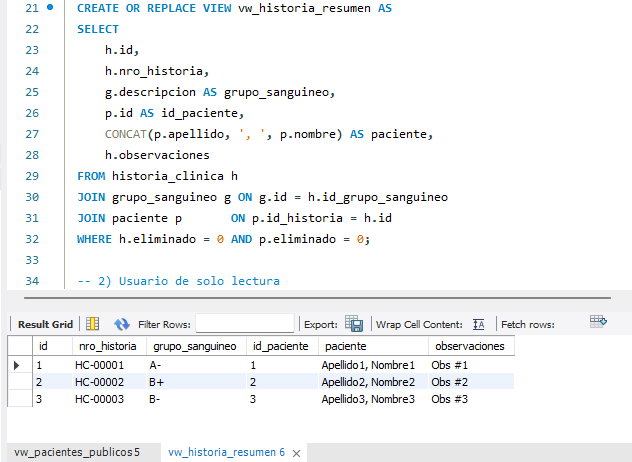 21 CREATE OR REPLACE VIEW vw_historia_resumen AS
22 SELECT
23 h.id,
24 h.nro_historia,
25 g.descripcion AS grupo_sanguineo,
26 p.id AS id_paciente,
27 CONCAT(p.apellido, ', ', p.nombre) AS paciente,
28 h.observaciones
29 FROM historia_clinica h
30 JOIN grupo_sanguineo g ON g.id = h.id_grupo_sanguineo
31 JOIN paciente p       ON p.id_historia = h.id
32 WHERE h.eliminado = 0 AND p.eliminado = 0;
33
34 -- 2) Usuario de solo lectura
Result Grid Filter Rows: Export: Wrap Cell Content: IA Fetch rows:
id nro_historia grupo_sanguineo id_paciente paciente observaciones
1 HC-00001 A- 1 Apellido1, Nombre1 Obs #1
2 HC-00002 B+ 2 Apellido2, Nombre2 Obs #2
3 HC-00003 B- 3 Apellido3, Nombre3 Obs #3
vw_pacientes_publicos 5 vw_historia_resumen 6